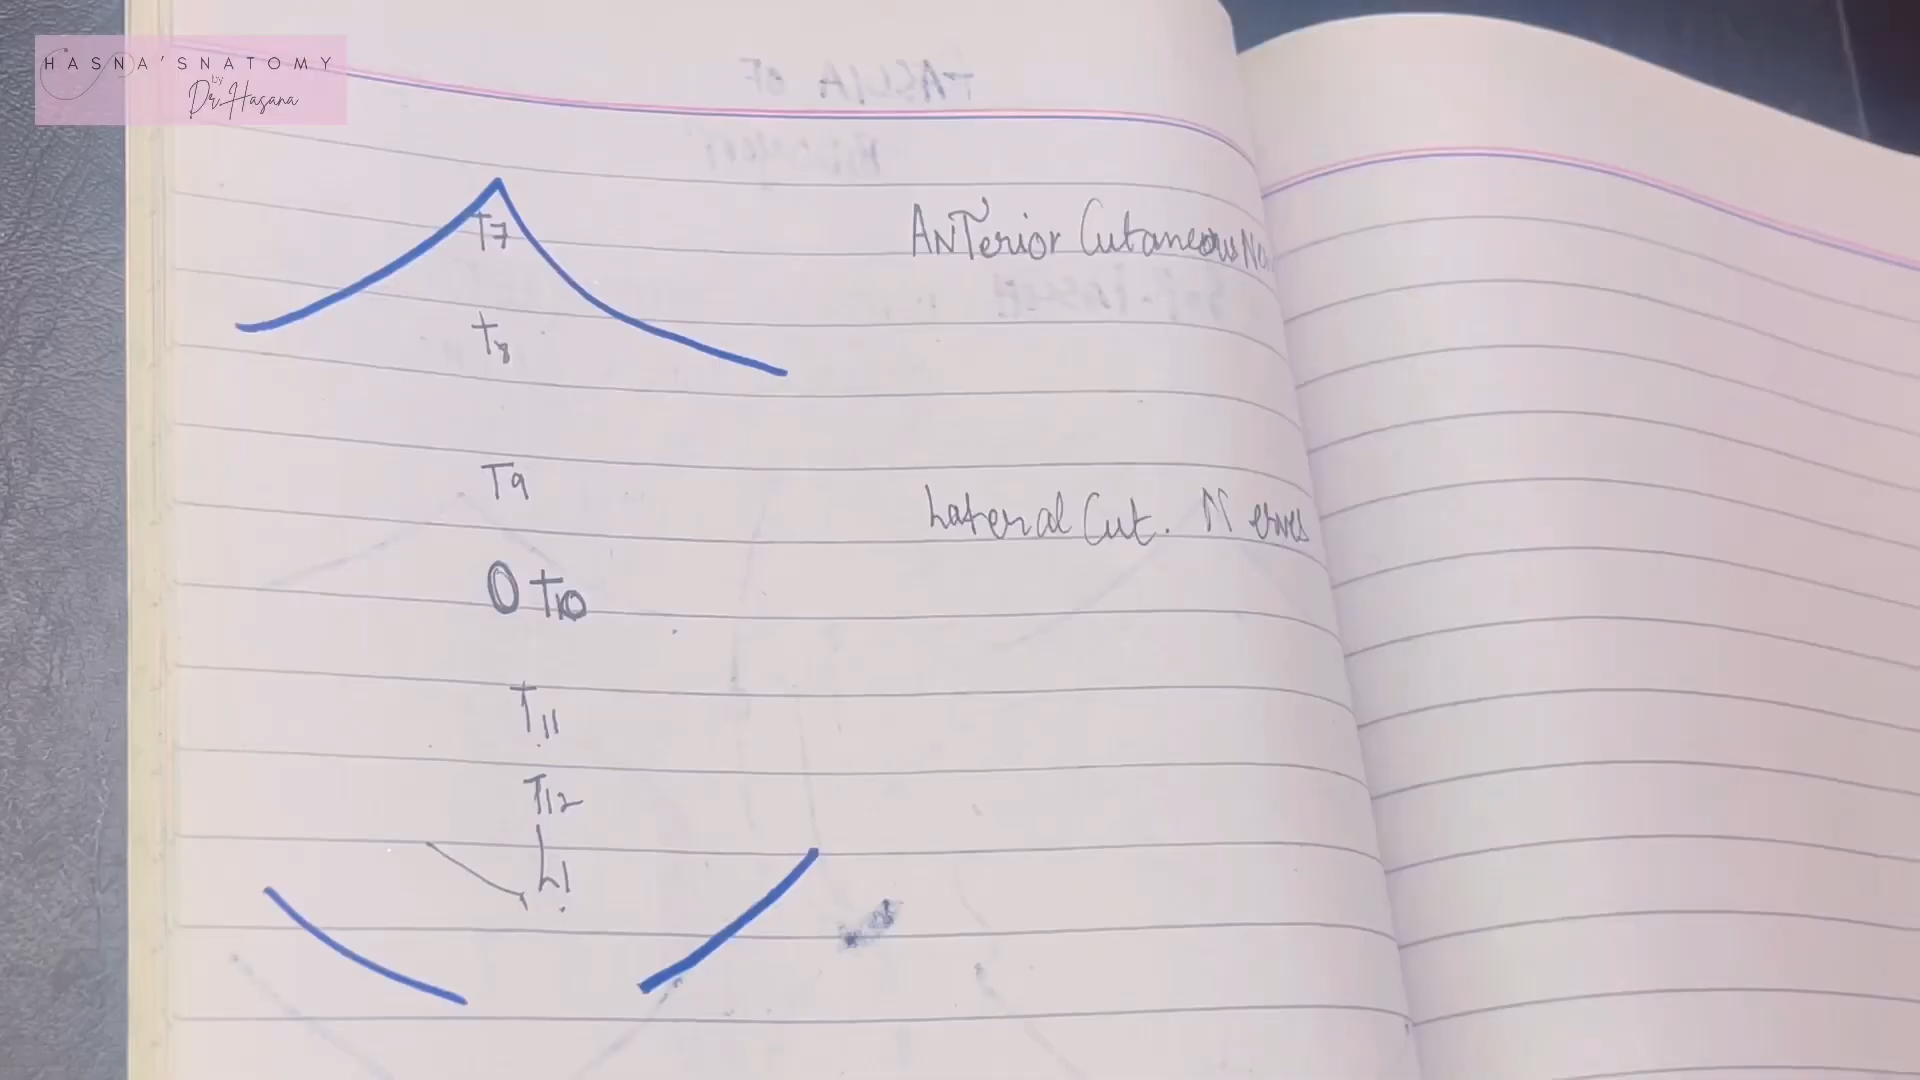 HASNA'SNATOMY
by
Dr.Hasana
T7
Anterior Cutaneous
T8
T9
Lateral Cut. Nerves
T10
T11
T12
L1